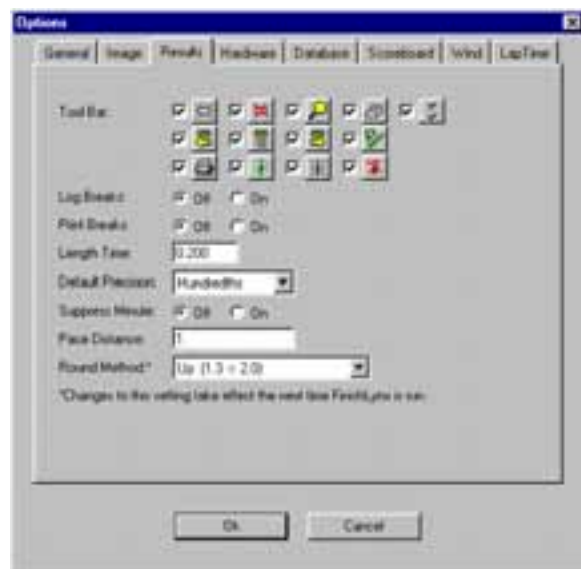 Options
General Image Results Hardware Database Scoreboard Wind LapTime
Tool Bar:
Log Breaks: Off On
Print Breaks: Off On
Length Time: 0.200
Default Precision: Hundredths
Suppress Minute: Off On
Pace Distance: 1
Round Method:* Up (1.3 = 2.0)
*Changes to this setting take effect the next time FinishLynx is run.
Ok Cancel